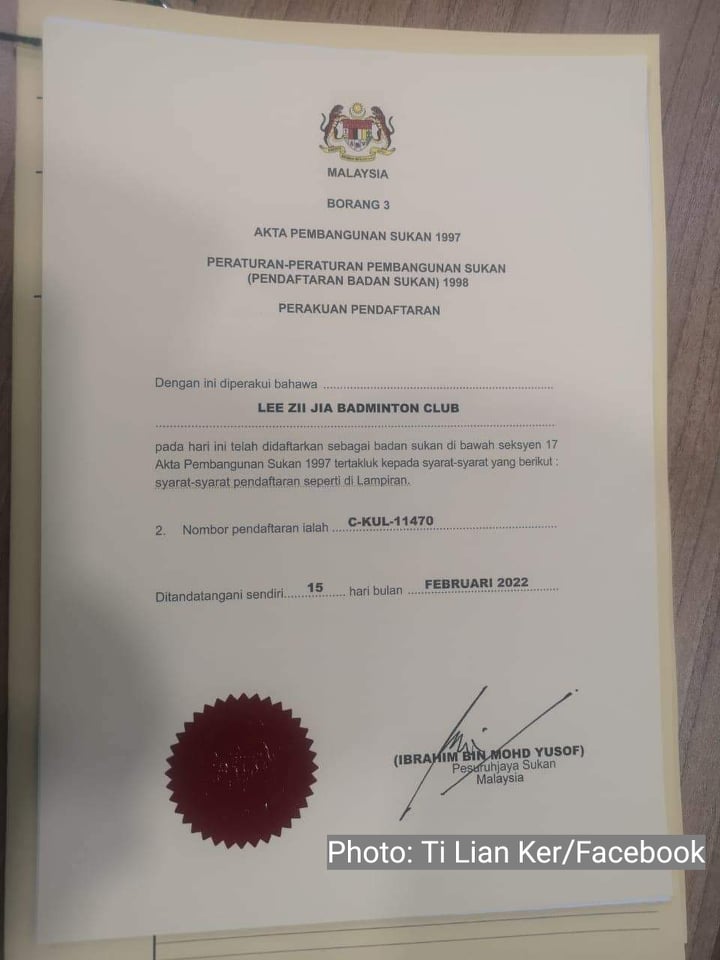 MALAYSIA
BORANG 3
AKTA PEMBANGUNAN SUKAN 1997
PERATURAN-PERATURAN PEMBANGUNAN SUKAN
(PENDAFTARAN BADAN SUKAN) 1998
PERAKUAN PENDAFTARAN
Dengan ini diperakui bahawa
LEE ZII JIA BADMINTON CLUB
pada hari ini telah didaftarkan sebagai badan sukan di bawah seksyen 17
Akta Pembangunan Sukan 1997 tertakluk kepada syarat-syarat yang berikut :
syarat-syarat pendaftaran seperti di Lampiran.
2. Nombor pendaftaran ialah C-KUL-11470
Ditandatangani sendiri 15 hari bulan FEBRUARI 2022
(IBRAHIM BIN MOHD YUSOF)
Pesuruhjaya Sukan
Malaysia
Photo: Ti Lian Ker/Facebook